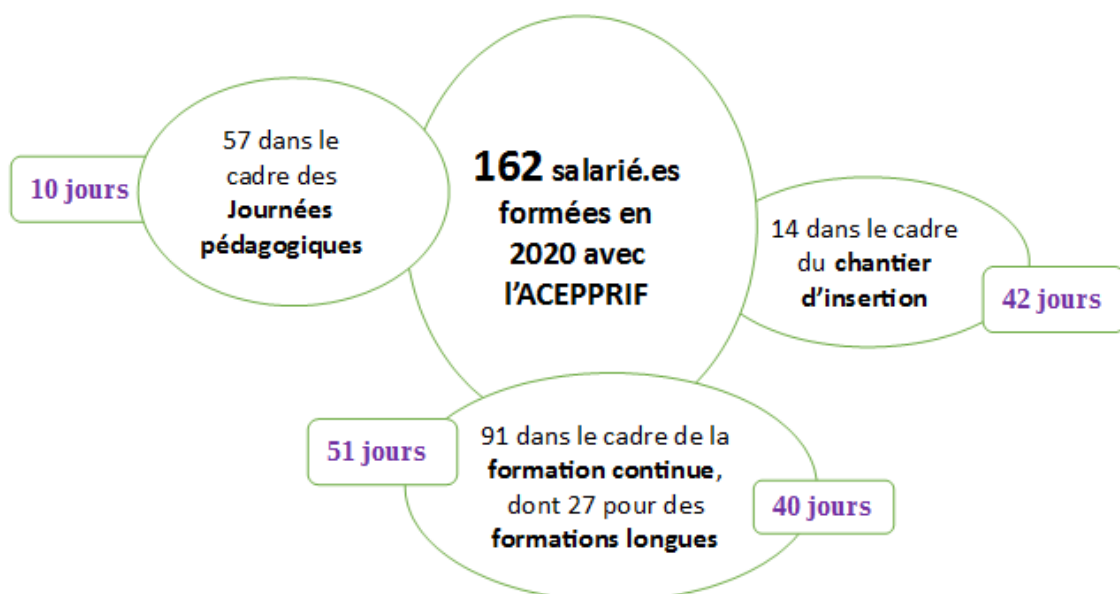 162 salarié.es
formées en
2020 avec
l'ACEPPRIF
10 jours
57 dans le
cadre des
Journées
pédagogiques
14 dans le cadre
du chantier
d'insertion
42 jours
51 jours
91 dans le cadre de la
formation continue,
dont 27 pour des
formations longues
40 jours